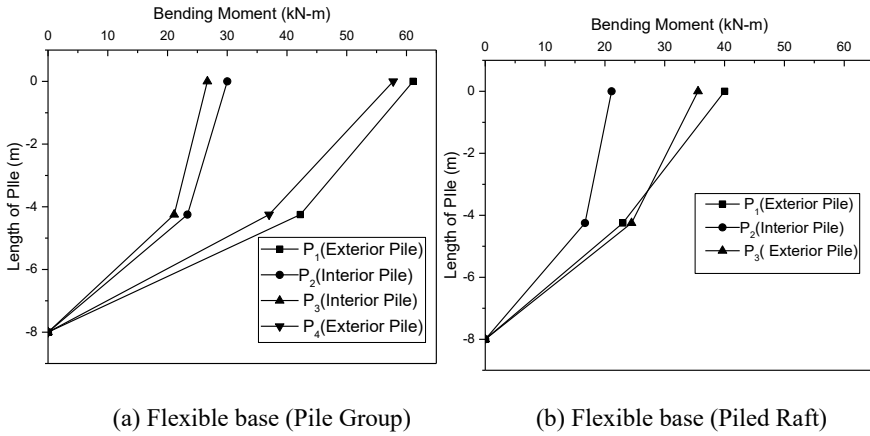 Bending Moment (kN-m)
0 10 20 30 40 50 60
0
-2
-4
-6
-8
Length of PIle (m)
P1(Exterior Pile)
P2(Interior Pile)
P3(Interior Pile)
P4(Exterior Pile)
(a) Flexible base (Pile Group)
Bending Moment (kN-m)
0 10 20 30 40 50 60
0
-2
-4
-6
-8
Length of PIle (m)
P1(Exterior Pile)
P2(Interior Pile)
P3( Exterior Pile)
(b) Flexible base (Piled Raft)